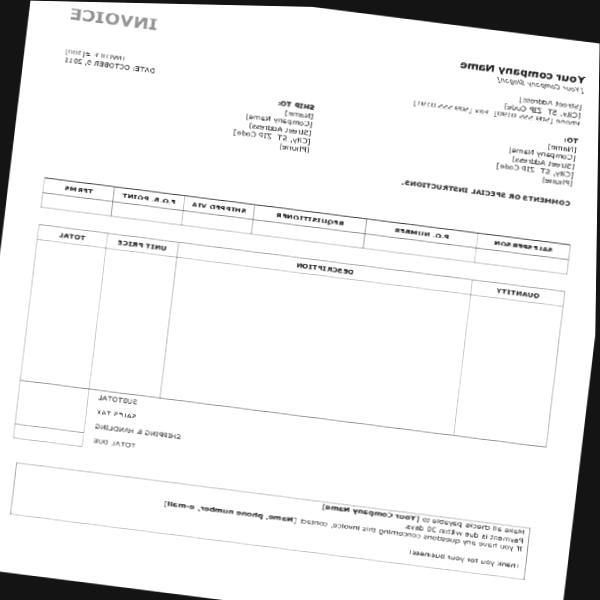 INVOICE
Your company Name
[Your Company Slogan]
INVOICE #[100]
DATE: OCTOBER 9, 2011
[Street Address]
[City, ST ZIP Code]
Phone [509.555.0190] Fax [509.555.0191]
TO:
[Name]
[Company Name]
[Street Address]
[City, ST ZIP Code]
[Phone]
SHIP TO:
[Name]
[Company Name]
[Street Address]
[City, ST ZIP Code]
[Phone]
COMMENTS OR SPECIAL INSTRUCTIONS.
SALESPERSON P.O. NUMBER REQUISITIONER SHIPPED VIA F.O.B. POINT TERMS
QUANTITY DESCRIPTION UNIT PRICE TOTAL
SUBTOTAL
SALES TAX
SHIPPING & HANDLING
TOTAL DUE
Make all checks payable to [Your Company Name]
Payment is due within 30 days.
If you have any questions concerning this invoice, contact [Name, phone number, e-mail]
Thank you for your business!